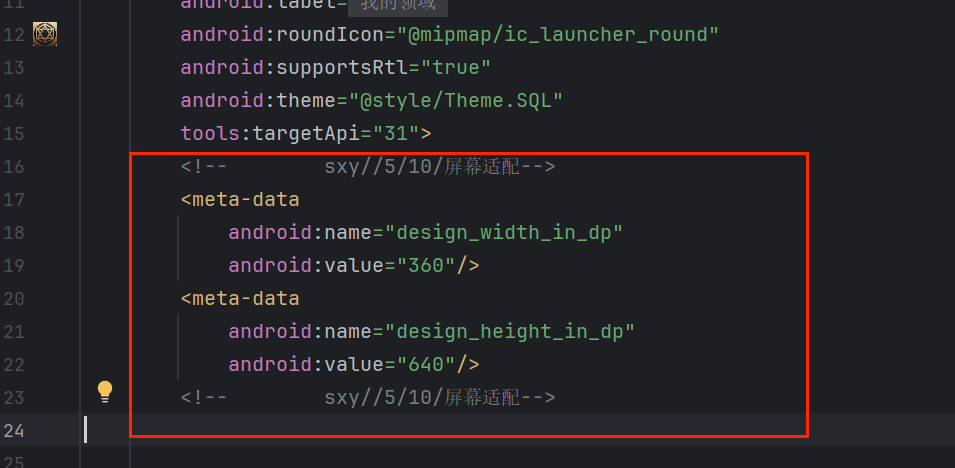 11 android:label="我的领域"
12 android:roundIcon="@mipmap/ic_launcher_round"
13 android:supportsRtl="true"
14 android:theme="@style/Theme.SQL"
15 tools:targetApi="31">
16 <!--        sxy//5/10/屏幕适配-->
17 <meta-data
18 android:name="design_width_in_dp"
19 android:value="360"/>
20 <meta-data
21 android:name="design_height_in_dp"
22 android:value="640"/>
23 <!--        sxy//5/10/屏幕适配-->
24
25